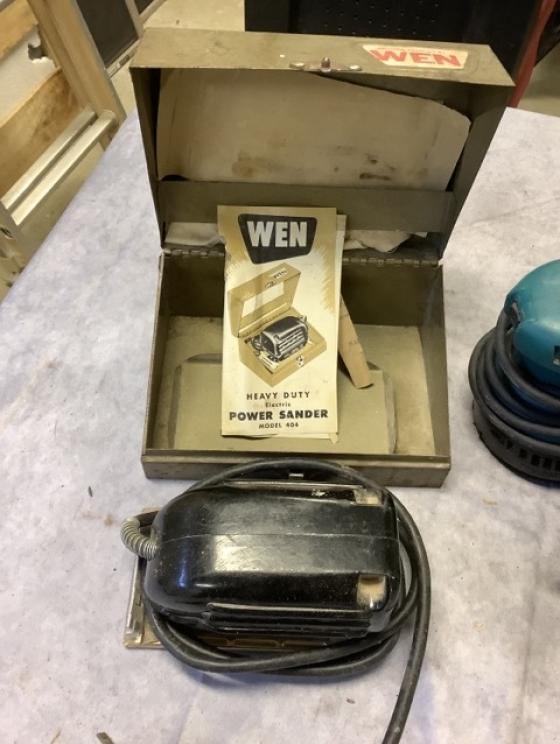 WEN
WEN
HEAVY DUTY
Electric
POWER SANDER
MODEL 404